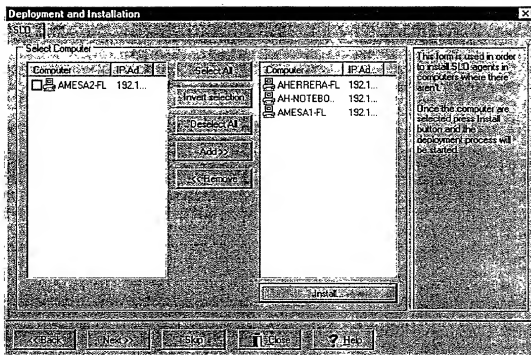 Deployment and Installation
Select Computer
Computer IP Ad...
AMESA2-FL 192.1...
Select All
Invert selection
Deselect All
Add >>
<< Remove
Computer IP Ad...
AHERRERA-FL 192.1...
AH-NOTEBO... 192.1...
AMESA1-FL 192.1...
Install
This form is used in order
to install SLD agents in
computers where there
aren't.
Once the computer are
selected press Install
button and the
deployment process will
be started.
<< Back
Next >>
Skip
Close
? Help